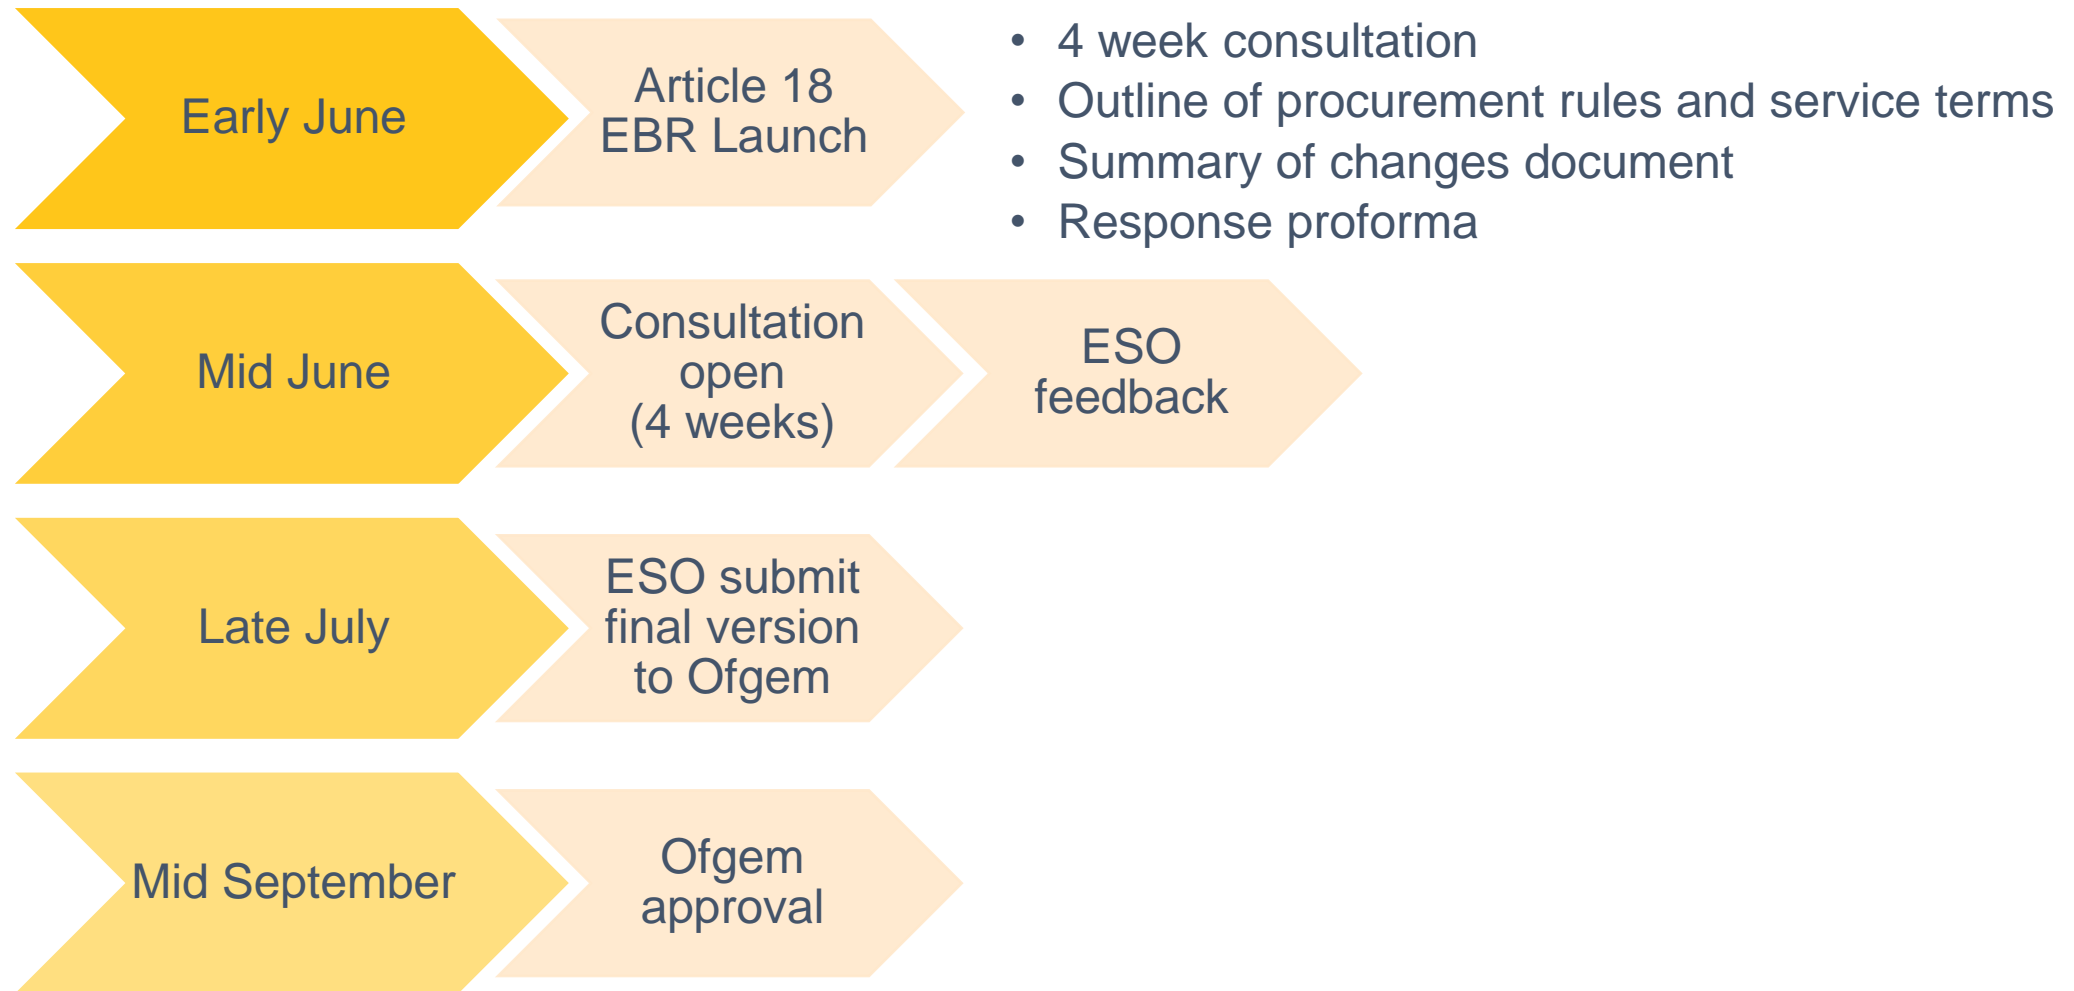 Early June
Article 18
EBR Launch
• 4 week consultation
• Outline of procurement rules and service terms
• Summary of changes document
• Response proforma
Mid June
Consultation
open
(4 weeks)
ESO
feedback
Late July
ESO submit
final version
to Ofgem
Mid September
Ofgem
approval